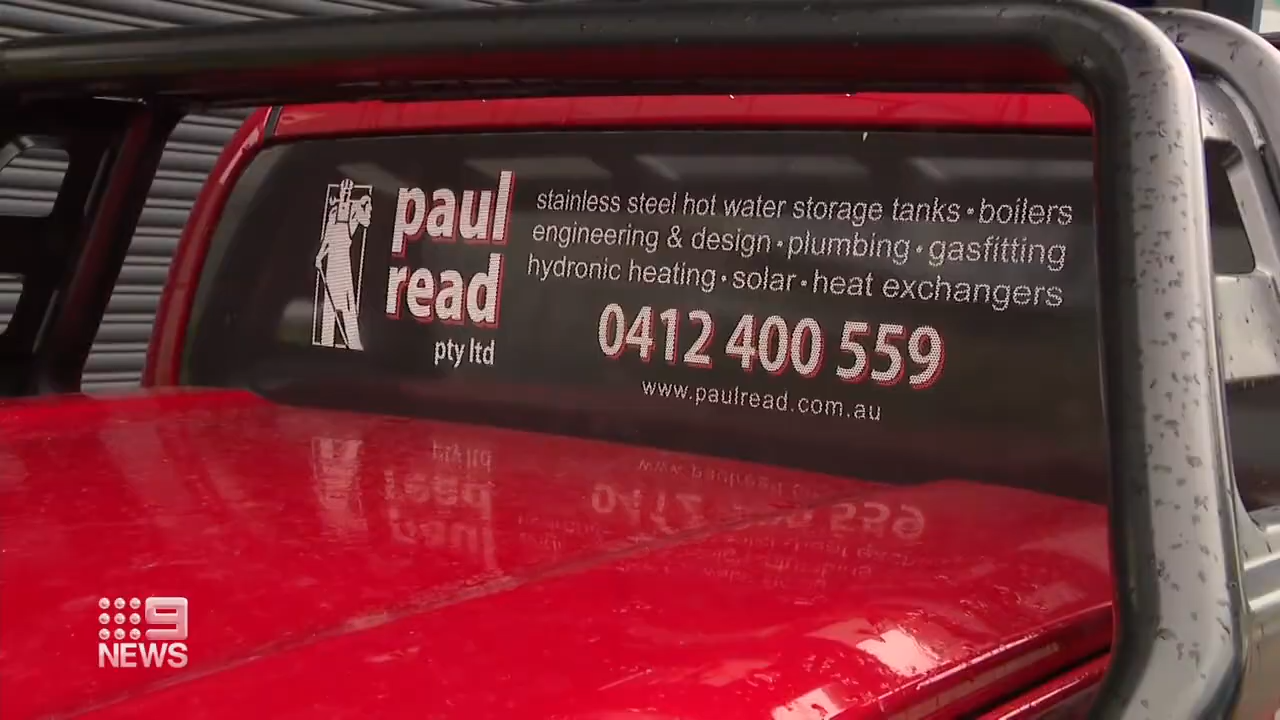 paul
read
pty ltd
stainless steel hot water storage tanks • boilers
engineering & design • plumbing • gasfitting
hydronic heating • solar • heat exchangers
0412 400 559
www.paulread.com.au
9
NEWS